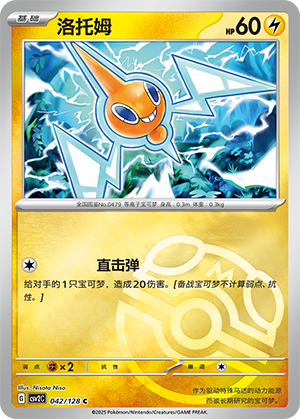 基础 洛托姆 HP60
全国图鉴No.0479 等离子宝可梦 身高：0.3m 体重：0.3kg
直击弹
给对手的1只宝可梦，造成20伤害。[备战宝可梦不计算弱点、抗
性。]
弱点 ×2 抗性 撤退
Illus. Nisota Niso
作为驱动特殊马达的动力能源
而被长期研究的宝可梦。
G CSV2C 042/128 C
©2025 Pokémon/Nintendo/Creatures/GAME FREAK.